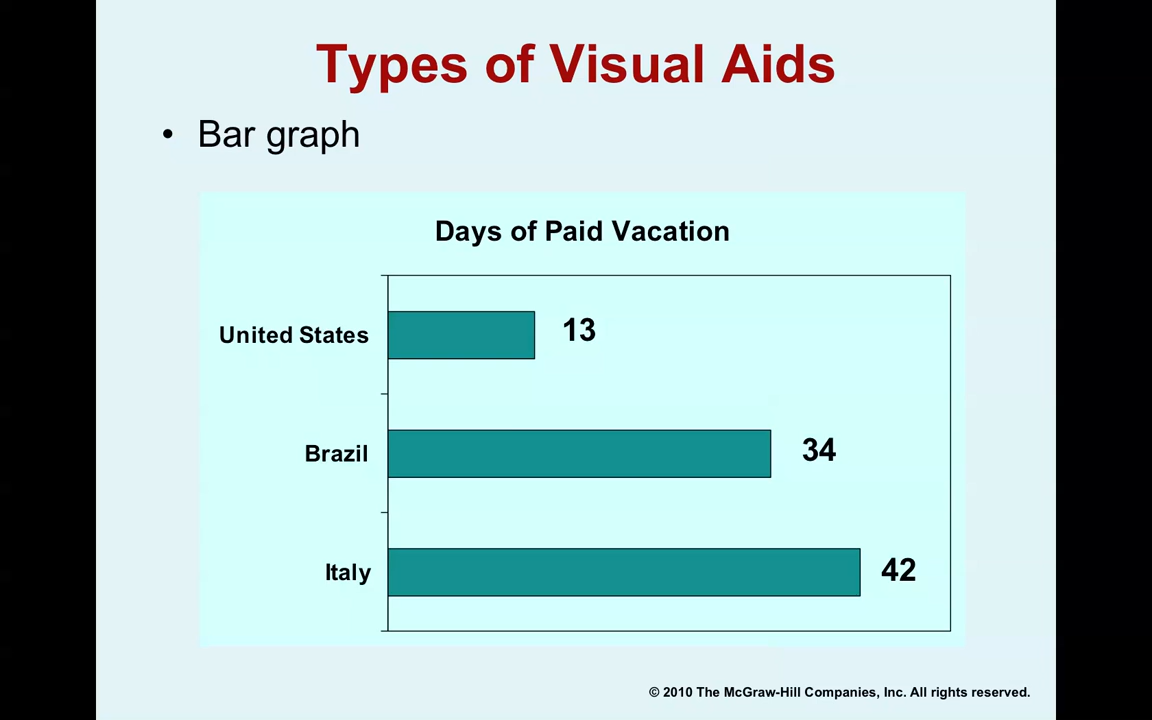 Types of Visual Aids
• Bar graph
Days of Paid Vacation
United States 13
Brazil 34
Italy 42
© 2010 The McGraw-Hill Companies, Inc. All rights reserved.